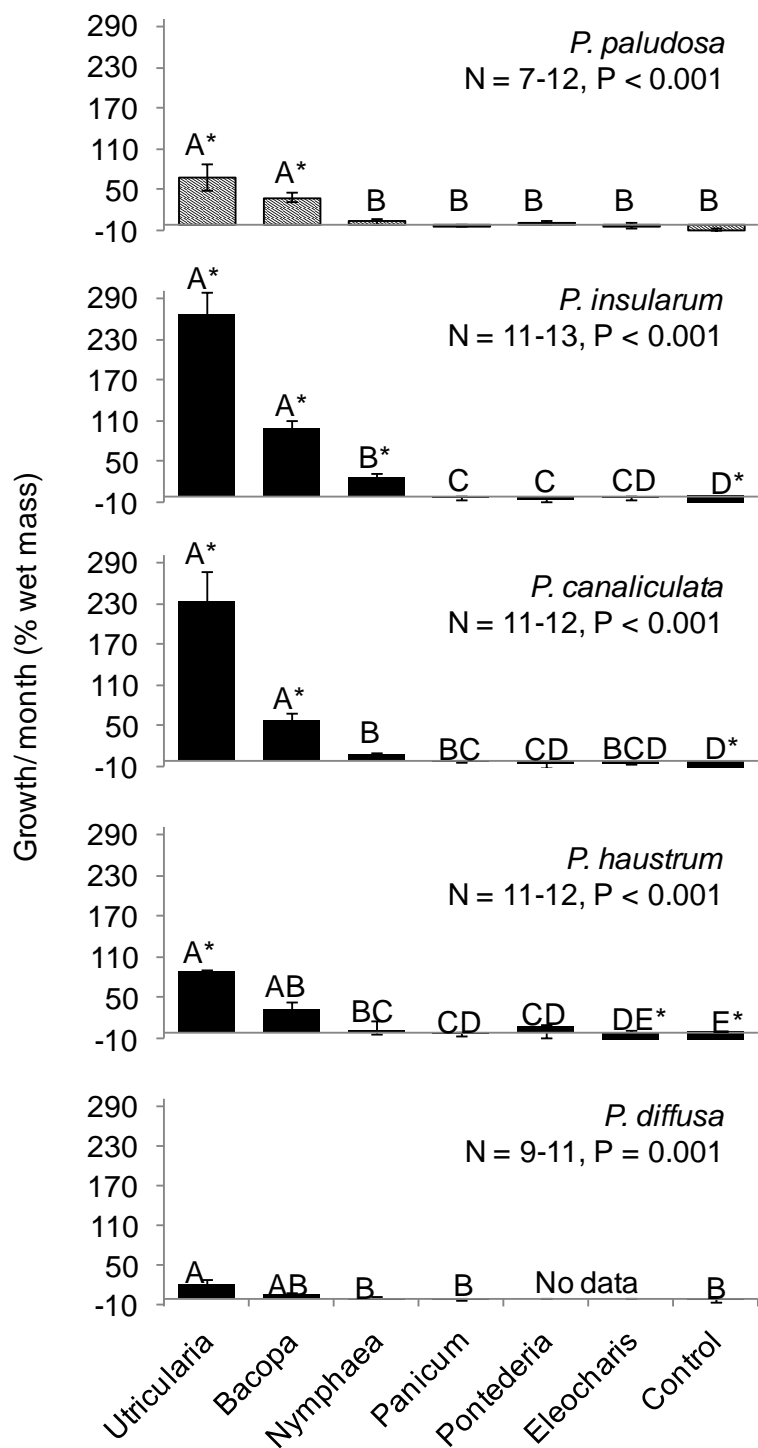 Growth/ month (% wet mass)
290
230
170
110
50
-10
P. paludosa
N = 7-12, P < 0.001
A*
A*
B
B
B
B
B
290
230
170
110
50
-10
P. insularum
N = 11-13, P < 0.001
A*
A*
B*
C
C
CD
D*
290
230
170
110
50
-10
P. canaliculata
N = 11-12, P < 0.001
A*
A*
B
BC
CD
BCD
D*
290
230
170
110
50
-10
P. haustrum
N = 11-12, P < 0.001
A*
AB
BC
CD
CD
DE*
E*
290
230
170
110
50
-10
P. diffusa
N = 9-11, P = 0.001
A
AB
B
B
No data
B
Utricularia
Bacopa
Nymphaea
Panicum
Pontederia
Eleocharis
Control